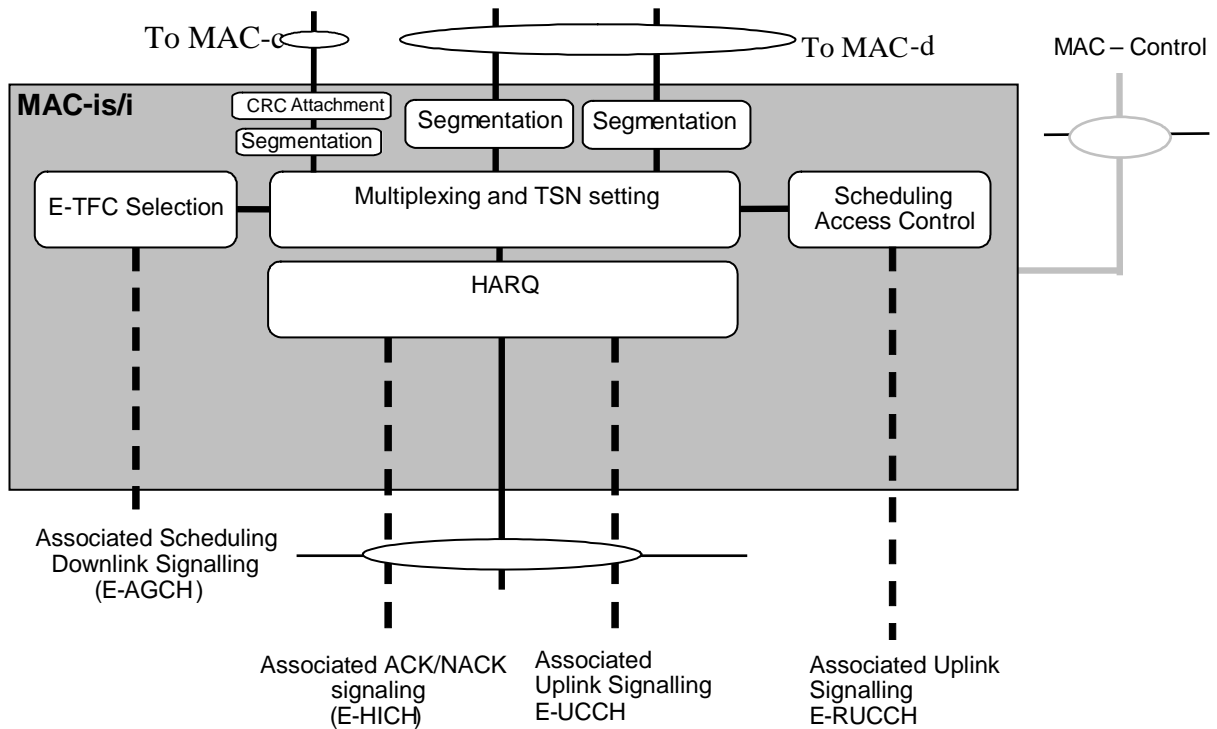 To MAC-c
To MAC-d
MAC – Control
MAC-is/i
CRC Attachment
Segmentation
Segmentation
Segmentation
E-TFC Selection
Multiplexing and TSN setting
Scheduling
Access Control
HARQ
Associated Scheduling
Downlink Signalling
(E-AGCH)
Associated ACK/NACK
signaling
(E-HICH)
Associated
Uplink Signalling
E-UCCH
Associated Uplink
Signalling
E-RUCCH